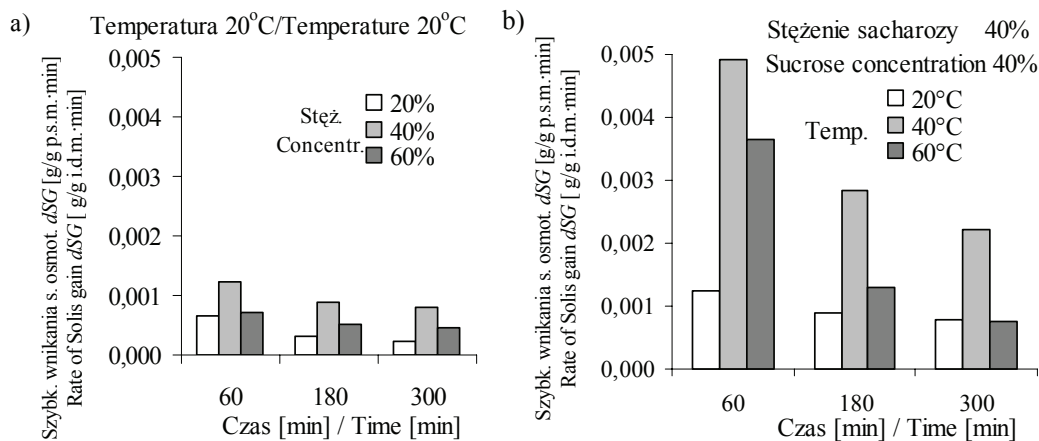 a)
Temperatura 20°C/Temperature 20°C
Szybk. wnikania s. osmot. dSG [g/g p.s.m.·min]
Rate of Solis gain dSG [ g/g i.d.m.·min]
0,005
0,004
0,003
0,002
0,001
0,000
Stęż.
Concentr.
20%
40%
60%
60
180
300
Czas [min] / Time [min]
b)
Stężenie sacharozy 40%
Sucrose concentration 40%
Szybk. wnikania s. osmot. dSG [g/g p.s.m.·min]
Rate of Solis gain dSG [ g/g i.d.m.·min]
0,005
0,004
0,003
0,002
0,001
0,000
Temp.
20°C
40°C
60°C
60
180
300
Czas [min] / Time [min]